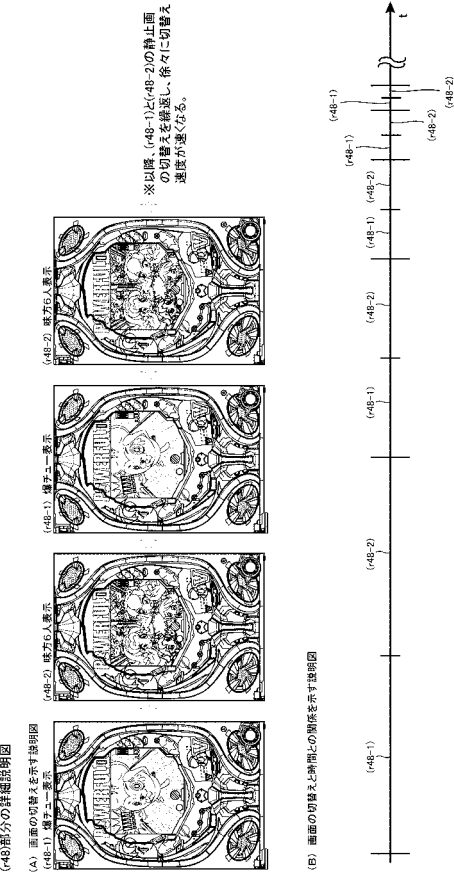 (r48)部分の詳細説明図
(A) 画面の切替えを示す説明図
(r48-1) 爆チュー表示
(r48-2) 味方6人表示
(r48-1) 爆チュー表示
(r48-2) 味方6人表示
※以降、(r48-1)と(r48-2)の静止画
の切替えを繰返し、徐々に切替え
速度が速くなる。
(B) 画面の切替えと時間との関係を示す説明図
(r48-1)
(r48-2)
(r48-1)
(r48-2)
(r48-1)
(r48-2)
(r48-1)
(r48-2)
(r48-1)
(r48-2)
t